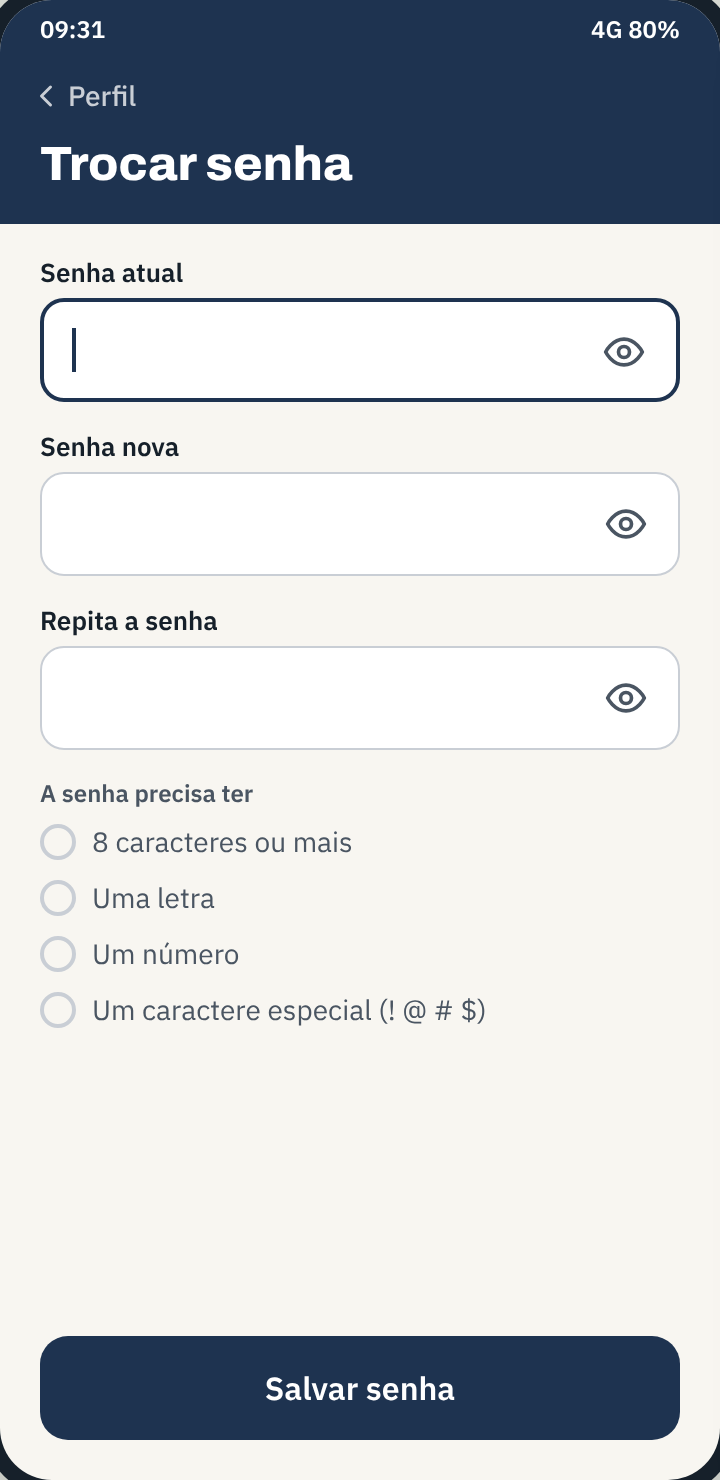 09:31 4G 80%
Perfil
Trocar senha
Senha atual
Senha nova
Repita a senha
A senha precisa ter
8 caracteres ou mais
Uma letra
Um número
Um caractere especial (! @ # $)
Salvar senha